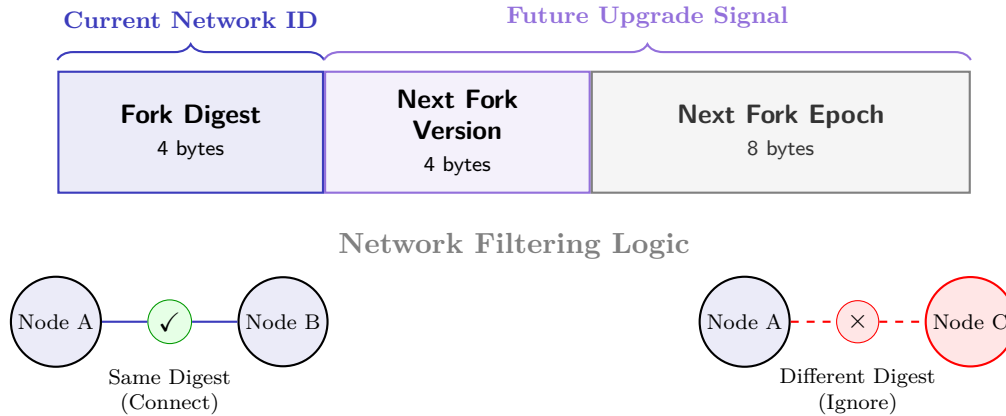 Current Network ID
Future Upgrade Signal
Fork Digest
4 bytes
Next Fork
Version
4 bytes
Next Fork Epoch
8 bytes
Network Filtering Logic
Node A
✓
Node B
Same Digest
(Connect)
Node A
×
Node C
Different Digest
(Ignore)